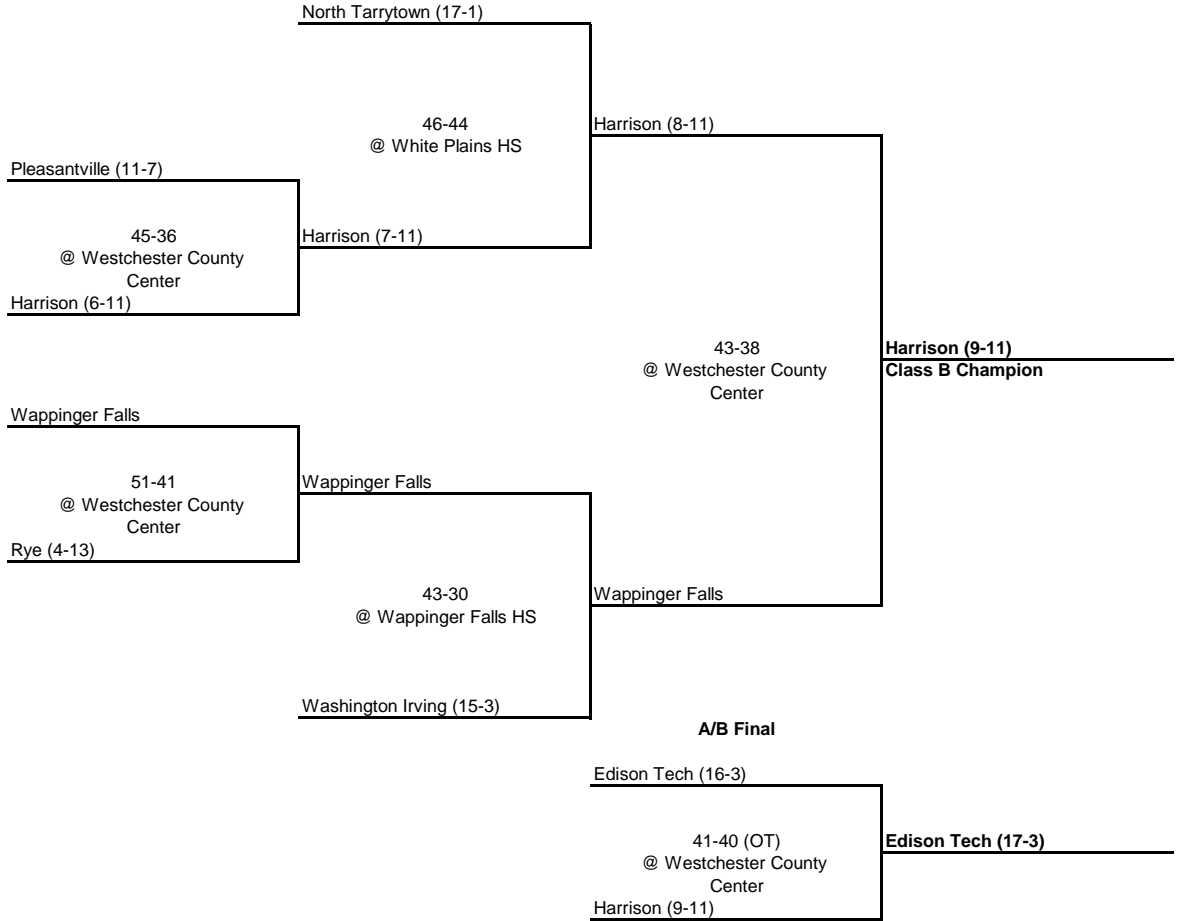 North Tarrytown (17-1)
46-44
@ White Plains HS
Harrison (8-11)
Pleasantville (11-7)
45-36
@ Westchester County
Center
Harrison (7-11)
Harrison (6-11)
43-38
@ Westchester County
Center
Harrison (9-11)
Class B Champion
Wappinger Falls
51-41
@ Westchester County
Center
Wappinger Falls
Rye (4-13)
43-30
@ Wappinger Falls HS
Wappinger Falls
Washington Irving (15-3)
A/B Final
Edison Tech (16-3)
41-40 (OT)
@ Westchester County
Center
Edison Tech (17-3)
Harrison (9-11)